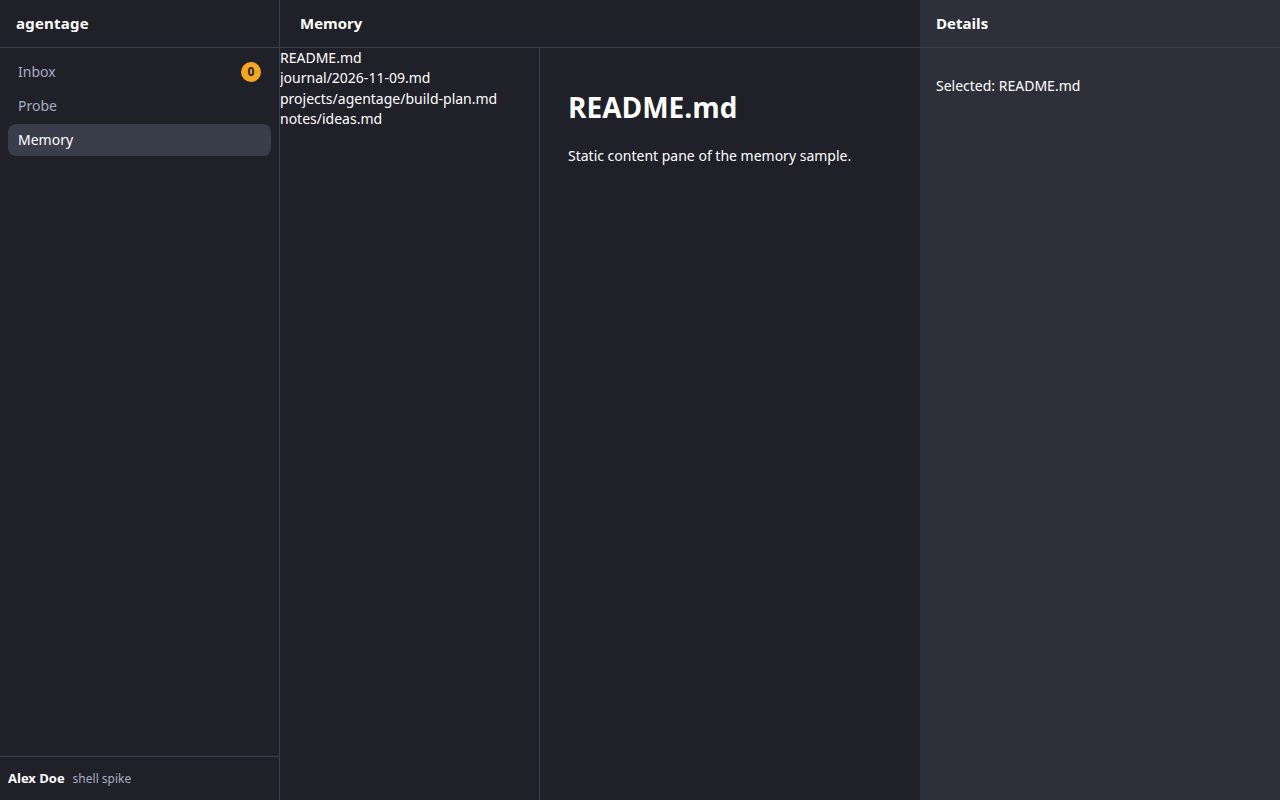 agentage
Inbox 0
Probe
Memory
Alex Doe shell spike
Memory
README.md
journal/2026-11-09.md
projects/agentage/build-plan.md
notes/ideas.md
README.md
Static content pane of the memory sample.
Details
Selected: README.md